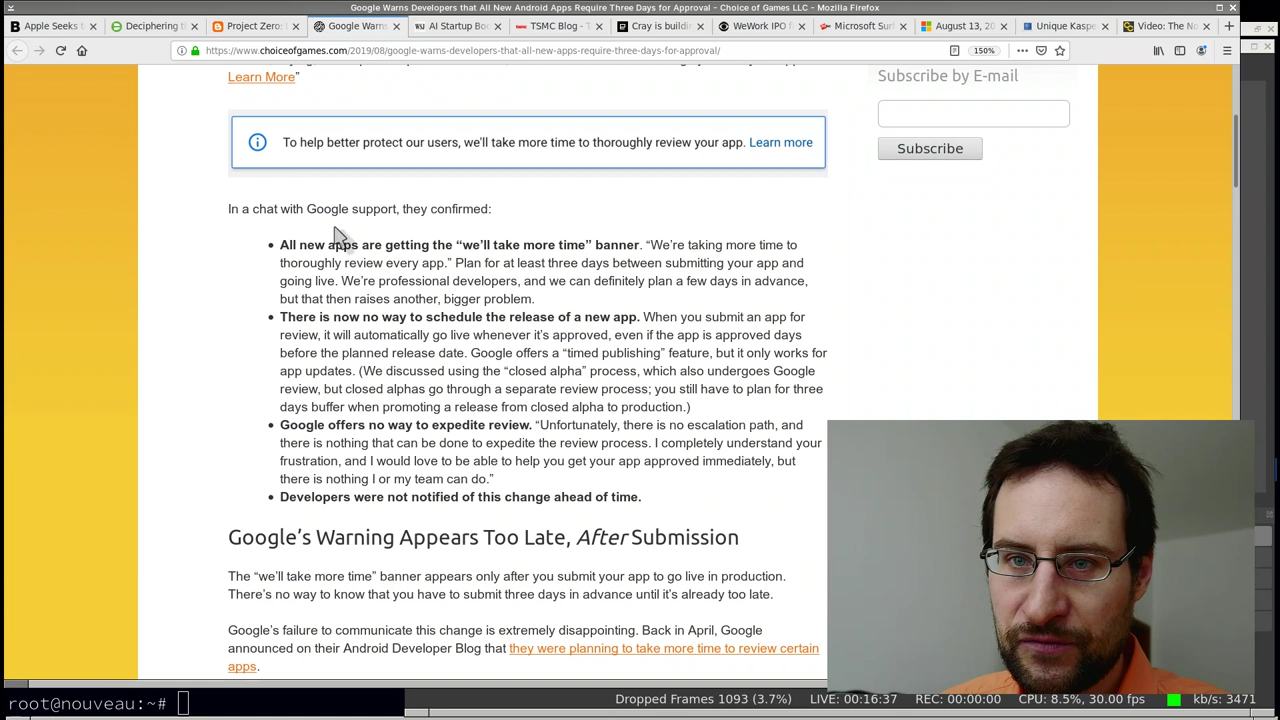 Google Warns Developers that All New Android Apps Require Three Days for Approval - Choice of Games LLC - Mozilla Firefox
Apple Seeks t
Deciphering t
Project Zero:
Google Warn
AI Startup Boo
TSMC Blog - T
Cray is buildin
WeWork IPO
Microsoft Surf
August 13, 20
Unique Kaspe
Video: The No
https://www.choiceofgames.com/2019/08/google-warns-developers-that-all-new-apps-require-three-days-for-approval/
150%
Learn More”
Subscribe by E-mail
Subscribe
To help better protect our users, we'll take more time to thoroughly review your app. Learn more
In a chat with Google support, they confirmed:
• All new apps are getting the “we’ll take more time” banner. “We’re taking more time to
thoroughly review every app.” Plan for at least three days between submitting your app and
going live. We’re professional developers, and we can definitely plan a few days in advance,
but that then raises another, bigger problem.
• There is now no way to schedule the release of a new app. When you submit an app for
review, it will automatically go live whenever it’s approved, even if the app is approved days
before the planned release date. Google offers a “timed publishing” feature, but it only works for
app updates. (We discussed using the “closed alpha” process, which also undergoes Google
review, but closed alphas go through a separate review process; you still have to plan for three
days buffer when promoting a release from closed alpha to production.)
• Google offers no way to expedite review. “Unfortunately, there is no escalation path, and
there is nothing that can be done to expedite the review process. I completely understand your
frustration, and I would love to be able to help you get your app approved immediately, but
there is nothing I or my team can do.”
• Developers were not notified of this change ahead of time.
Google’s Warning Appears Too Late, After Submission
The “we’ll take more time” banner appears only after you submit your app to go live in production.
There’s no way to know that you have to submit three days in advance until it’s already too late.
Google’s failure to communicate this change is extremely disappointing. Back in April, Google
announced on their Android Developer Blog that they were planning to take more time to review certain
apps.
root@nouveau:~#
Dropped Frames 1093 (3.7%)
LIVE: 00:16:37
REC: 00:00:00
CPU: 8.5%, 30.00 fps
kb/s: 3471